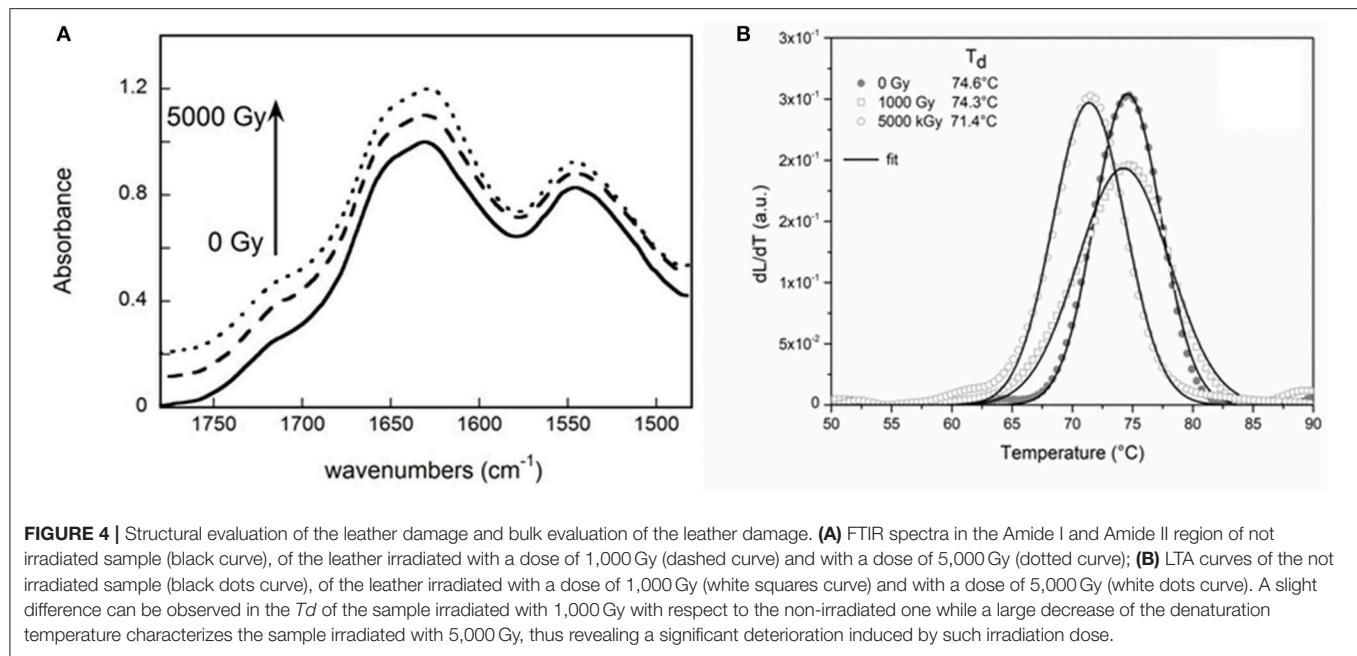 A
1.2
5000 Gy
0.8
0 Gy
0.4
0
Absorbance
1750 1700 1650 1600 1550 1500
wavenumbers (cm-1)
B
3x10-1
3x10-1
2x10-1
2x10-1
1x10-1
5x10-2
0
dL/dT (a.u.)
Td
0 Gy 74.6°C
1000 Gy 74.3°C
5000 kGy 71.4°C
fit
50 55 60 65 70 75 80 85 90
Temperature (°C)
FIGURE 4 | Structural evaluation of the leather damage and bulk evaluation of the leather damage. (A) FTIR spectra in the Amide I and Amide II region of not
irradiated sample (black curve), of the leather irradiated with a dose of 1,000 Gy (dashed curve) and with a dose of 5,000 Gy (dotted curve); (B) LTA curves of the not
irradiated sample (black dots curve), of the leather irradiated with a dose of 1,000 Gy (white squares curve) and with a dose of 5,000 Gy (white dots curve). A slight
difference can be observed in the Td of the sample irradiated with 1,000 Gy with respect to the non-irradiated one while a large decrease of the denaturation
temperature characterizes the sample irradiated with 5,000 Gy, thus revealing a significant deterioration induced by such irradiation dose.